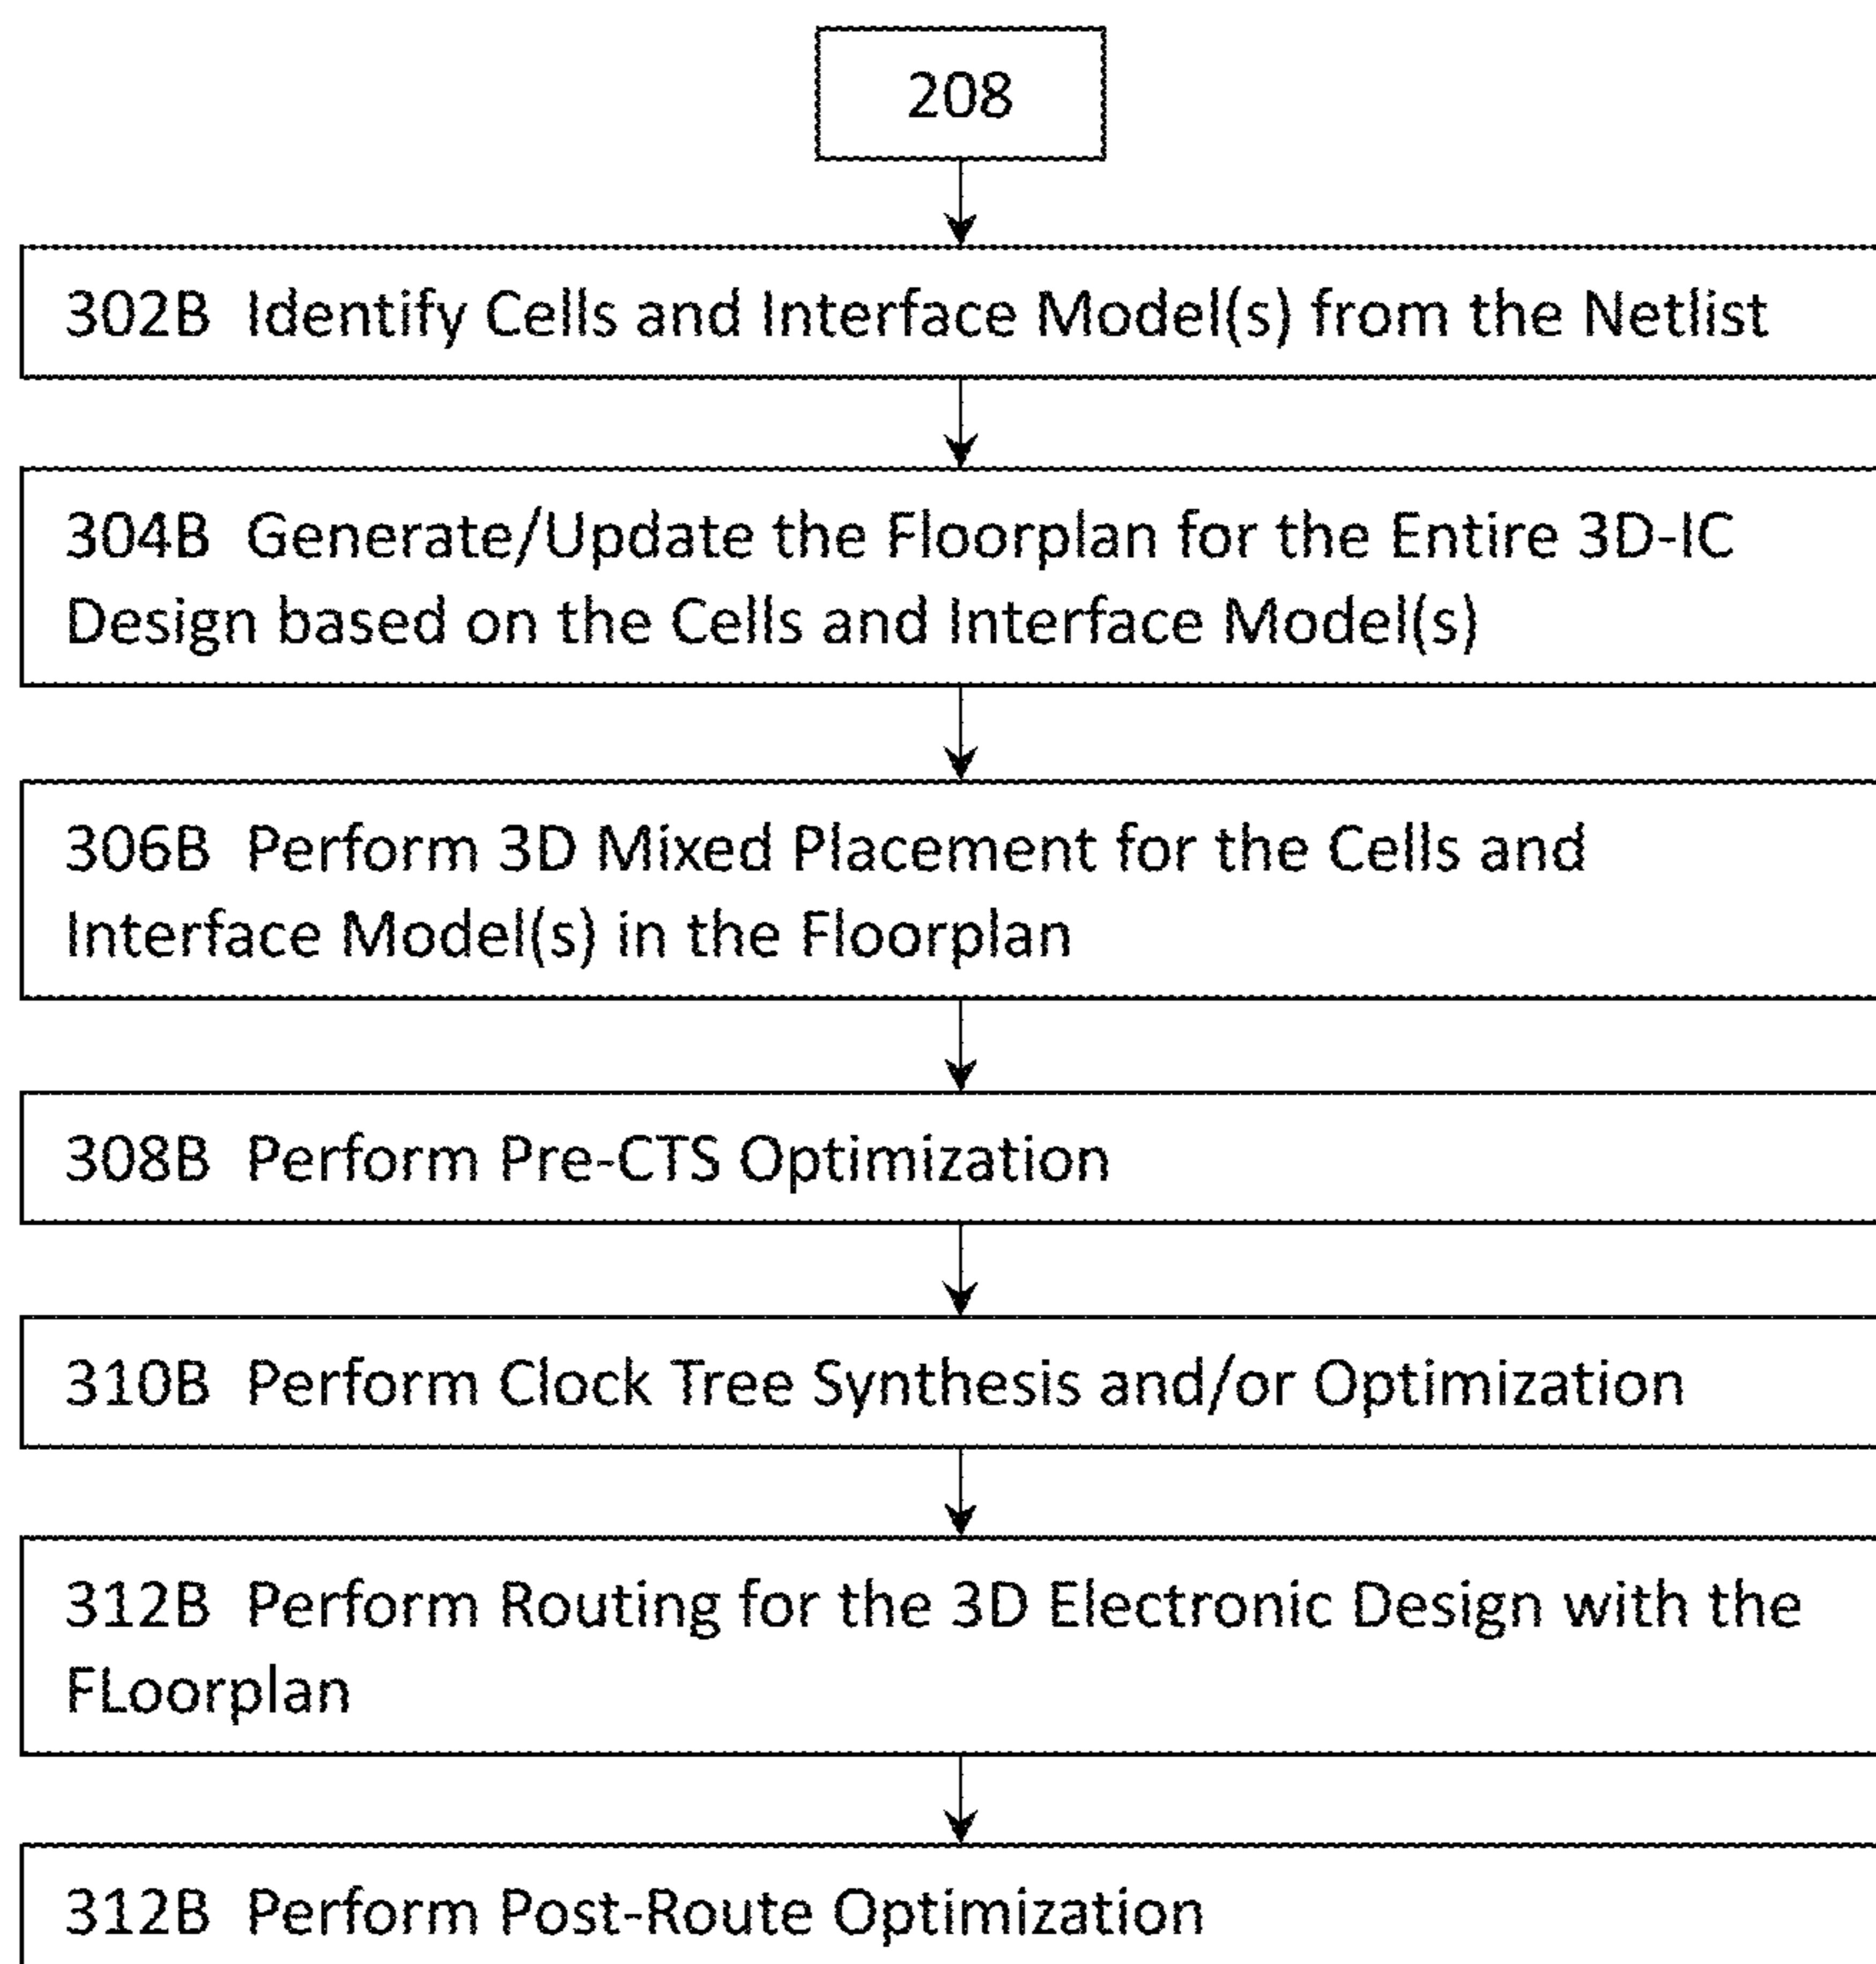 208
302B Identify Cells and Interface Model(s) from the Netlist
304B Generate/Update the Floorplan for the Entire 3D-IC
Design based on the Cells and Interface Model(s)
306B Perform 3D Mixed Placement for the Cells and
Interface Model(s) in the Floorplan
308B Perform Pre-CTS Optimization
310B Perform Clock Tree Synthesis and/or Optimization
312B Perform Routing for the 3D Electronic Design with the
FLoorplan
312B Perform Post-Route Optimization